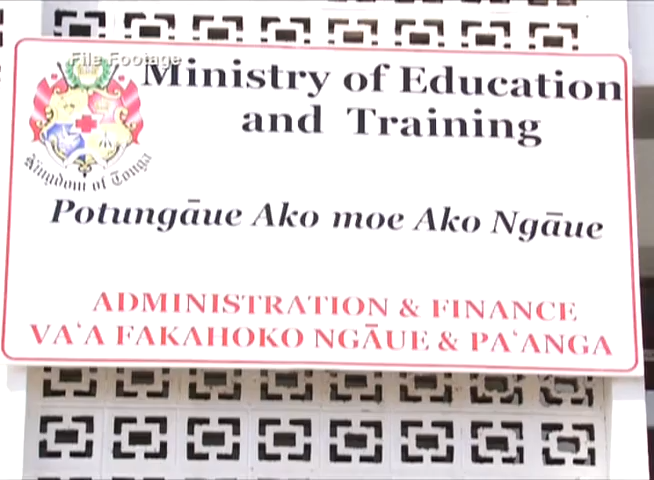 File Footage
Ministry of Education
and Training
Kingdom of Tonga
Potungāue Ako moe Ako Ngāue
ADMINISTRATION & FINANCE
VAʻA FAKAHOKO NGĀUE & PAʻANGA